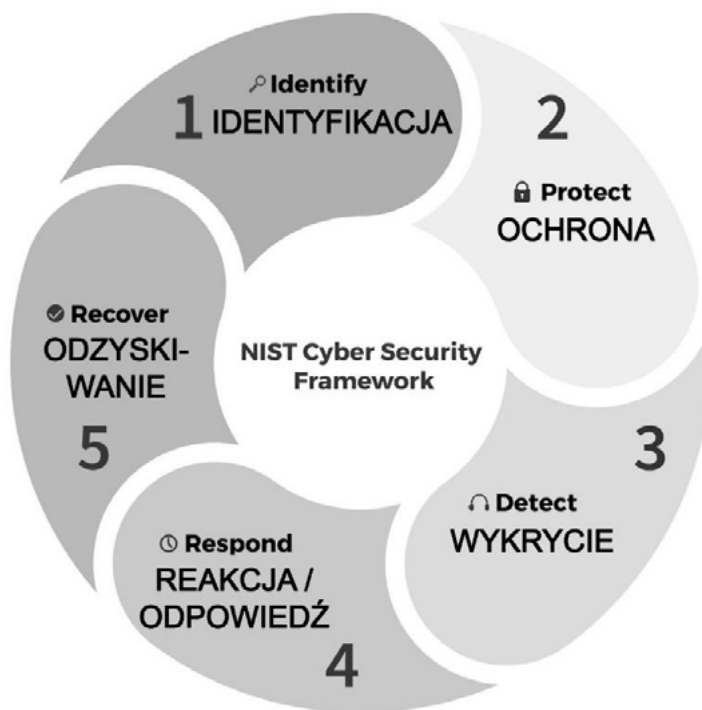 Identify
1 IDENTYFIKACJA
2
Protect
OCHRONA
3
Detect
WYKRYCIE
Respond
REAKCJA /
ODPOWIEDŹ
4
Recover
ODZYSKI-
WANIE
5
NIST Cyber Security
Framework